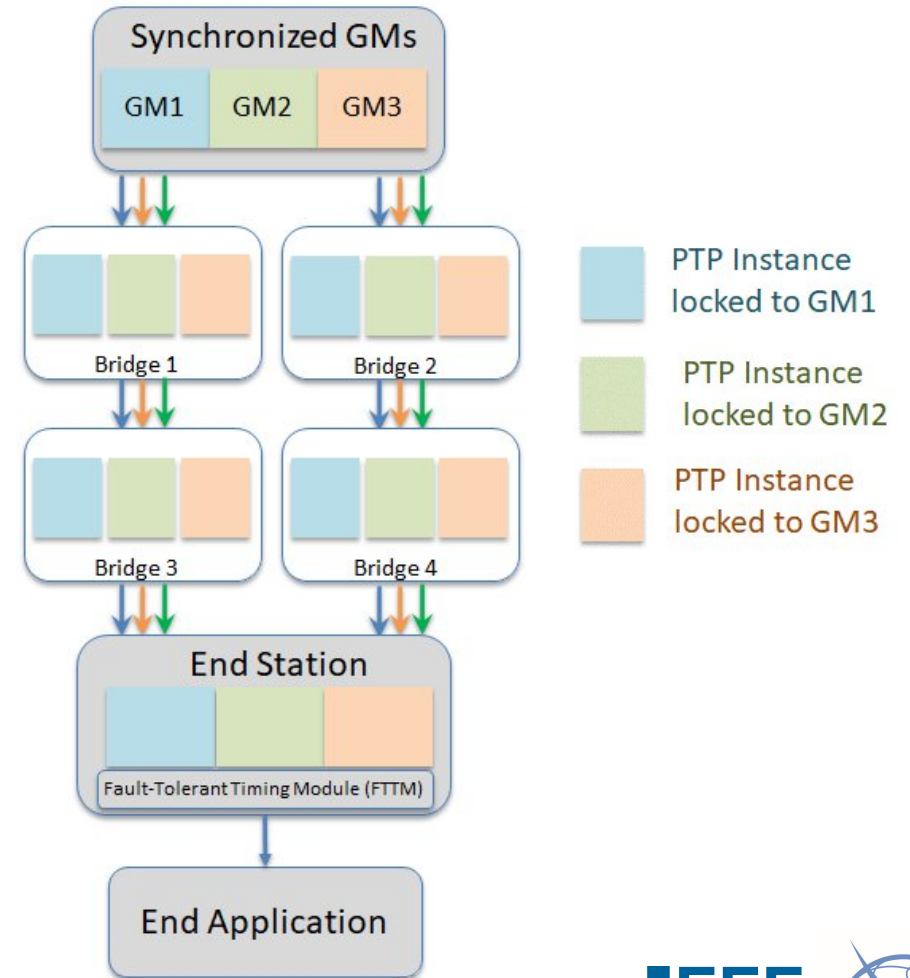 Synchronized GMs
GM1 GM2 GM3
Bridge 1
Bridge 2
PTP Instance
locked to GM1
PTP Instance
locked to GM2
PTP Instance
locked to GM3
Bridge 3
Bridge 4
End Station
Fault-Tolerant Timing Module (FTTM)
End Application